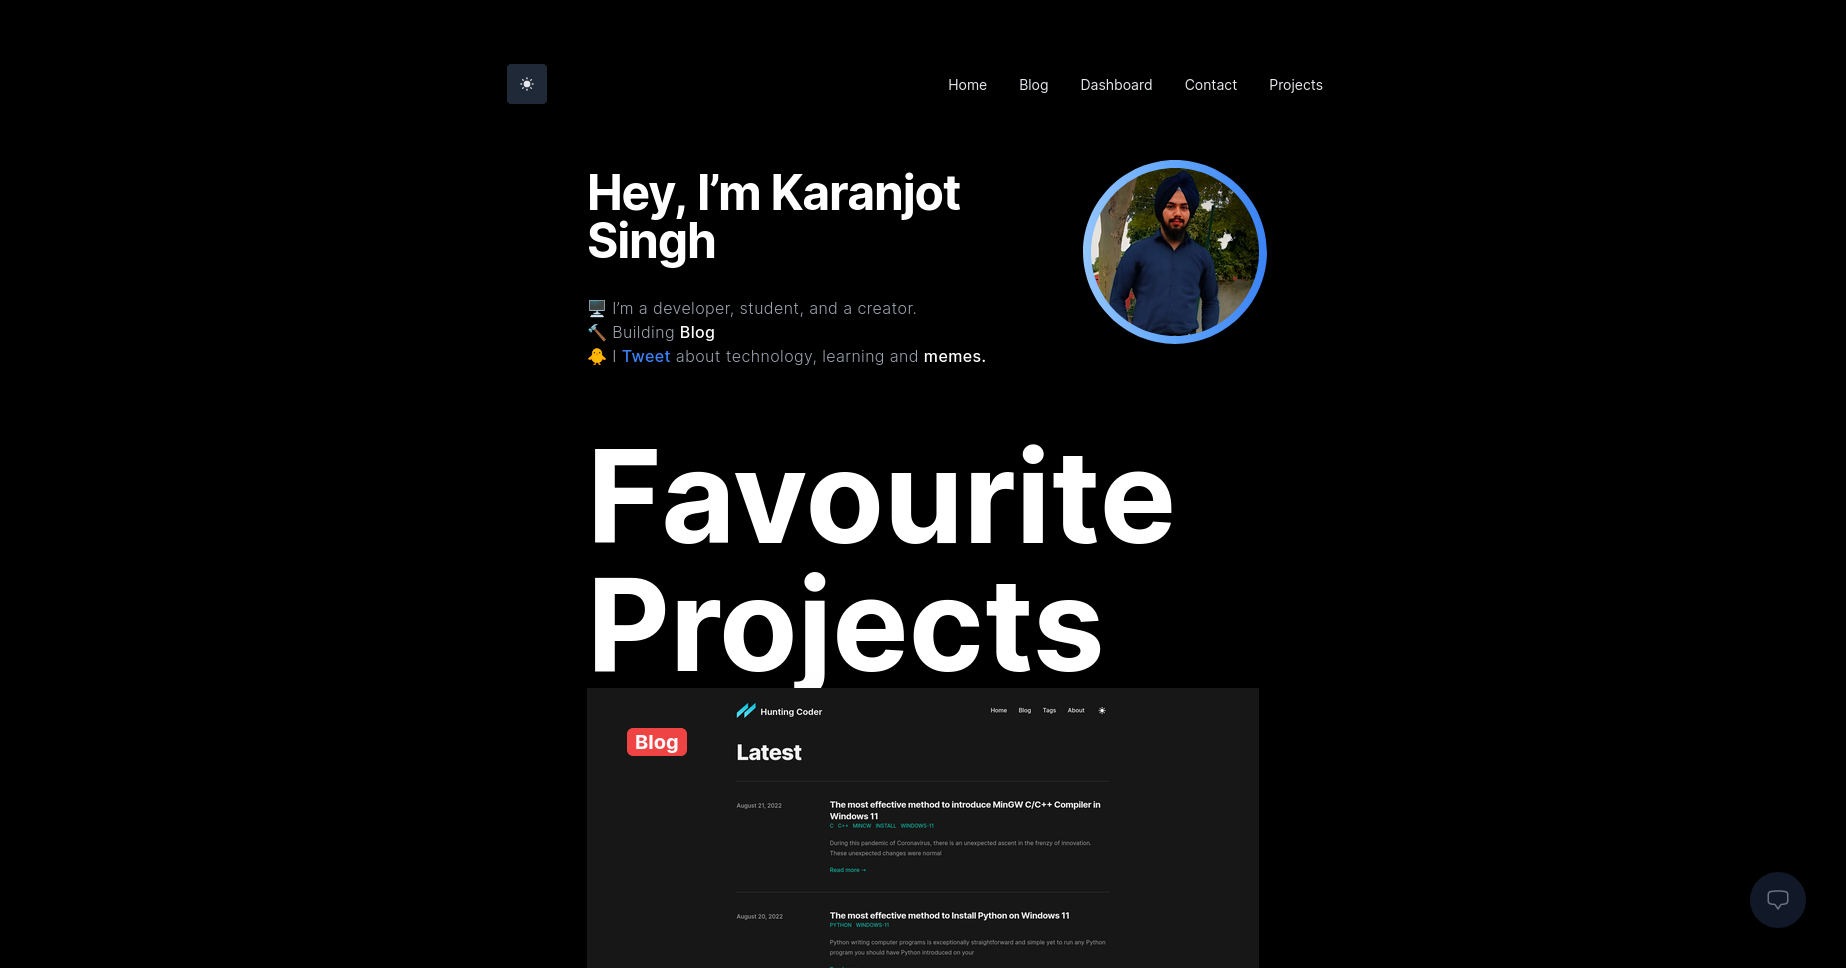 Home Blog Dashboard Contact Projects
Hey, I’m Karanjot
Singh
🖥️ I’m a developer, student, and a creator.
🔨 Building Blog
🐥 I Tweet about technology, learning and memes.
Favourite
Projects
Blog
Hunting Coder
Home Blog Tags About
Latest
August 21, 2022
The most effective method to introduce MinGW C/C++ Compiler in
Windows 11
C C++ MINCW INSTALL WINDOWS-11
During this pandemic of Coronavirus, there is an unexpected ascent in the frenzy of innovation.
These unexpected changes were normal
Read more →
August 20, 2022
The most effective method to Install Python on Windows 11
PYTHON WINDOWS-11
Python writing computer programs is exceptionally straightforward and simple yet to run any Python
program you should have Python introduced on your